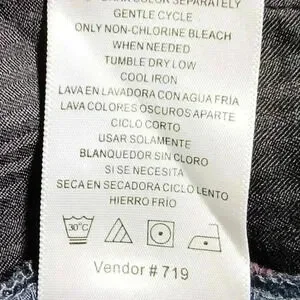 COLOR SEPARATELY
GENTLE CYCLE
ONLY NON-CHLORINE BLEACH
WHEN NEEDED
TUMBLE DRY LOW
COOL IRON
LAVA EN LAVADORA CON AGUA FRÍA
LAVA COLORES OSCUROS APARTE
CICLO CORTO
USAR SOLAMENTE
BLANQUEDOR SIN CLORO
SI SE NECESITA
SECA EN SECADORA CICLO LENTO
HIERRO FRÍO
30°C
Vendor # 719